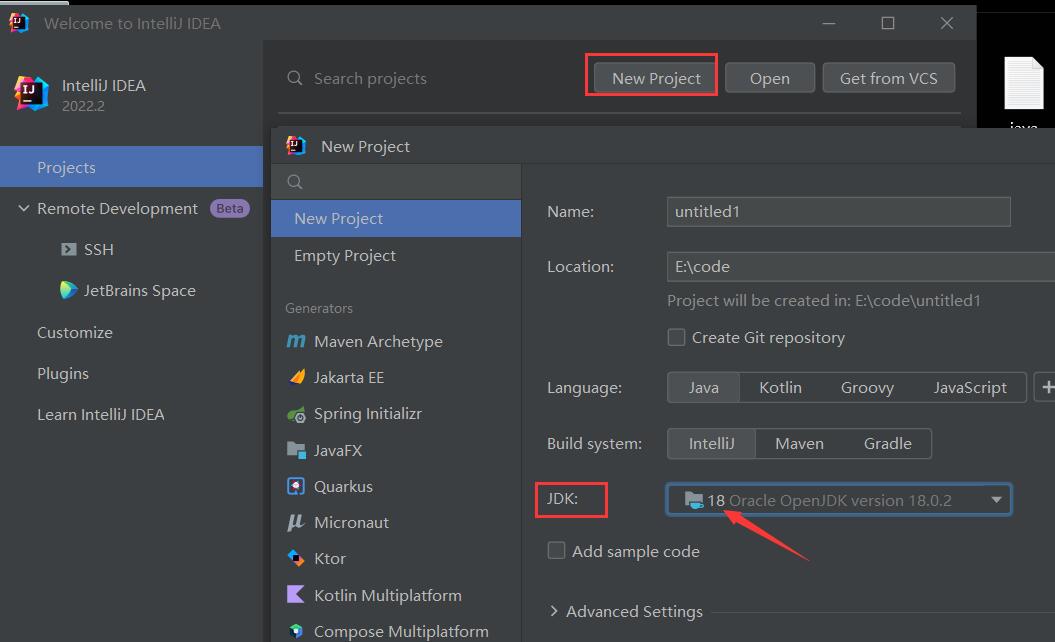 Welcome to IntelliJ IDEA
IntelliJ IDEA
2022.2
Search projects
New Project
Open
Get from VCS
java
Projects
Remote Development Beta
SSH
JetBrains Space
Customize
Plugins
Learn IntelliJ IDEA
New Project
New Project
Empty Project
Generators
Maven Archetype
Jakarta EE
Spring Initializr
JavaFX
Quarkus
Micronaut
Ktor
Kotlin Multiplatform
Compose Multiplatform
Name: untitled1
Location: E:\code
Project will be created in: E:\code\untitled1
Create Git repository
Language: Java Kotlin Groovy JavaScript +
Build system: IntelliJ Maven Gradle
JDK: 18 Oracle OpenJDK version 18.0.2
Add sample code
Advanced Settings